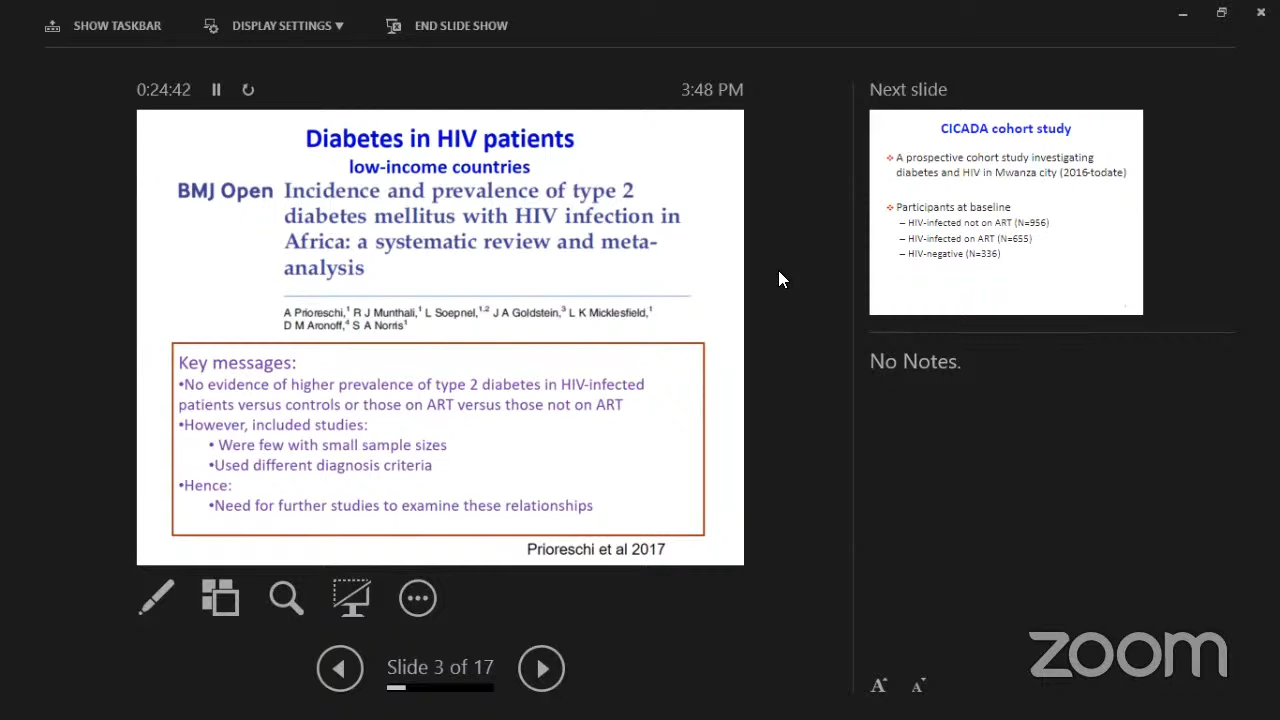 SHOW TASKBAR DISPLAY SETTINGS ▼ END SLIDE SHOW
0:24:42 3:48 PM
Diabetes in HIV patients
low-income countries
BMJ Open Incidence and prevalence of type 2
diabetes mellitus with HIV infection in
Africa: a systematic review and meta-
analysis
A Prioreschi,¹ R J Munthali,¹ L Soepnel,¹,² J A Goldstein,³ L K Micklesfield,¹
D M Aronoff,⁴ S A Norris¹
Key messages:
•No evidence of higher prevalence of type 2 diabetes in HIV-infected
patients versus controls or those on ART versus those not on ART
•However, included studies:
• Were few with small sample sizes
•Used different diagnosis criteria
•Hence:
•Need for further studies to examine these relationships
Prioreschi et al 2017
Slide 3 of 17
Next slide
CICADA cohort study
❖ A prospective cohort study investigating
diabetes and HIV in Mwanza city (2016-todate)
❖ Participants at baseline
– HIV-infected not on ART (N=956)
– HIV-infected on ART (N=655)
– HIV-negative (N=336)
No Notes.
A A
zoom